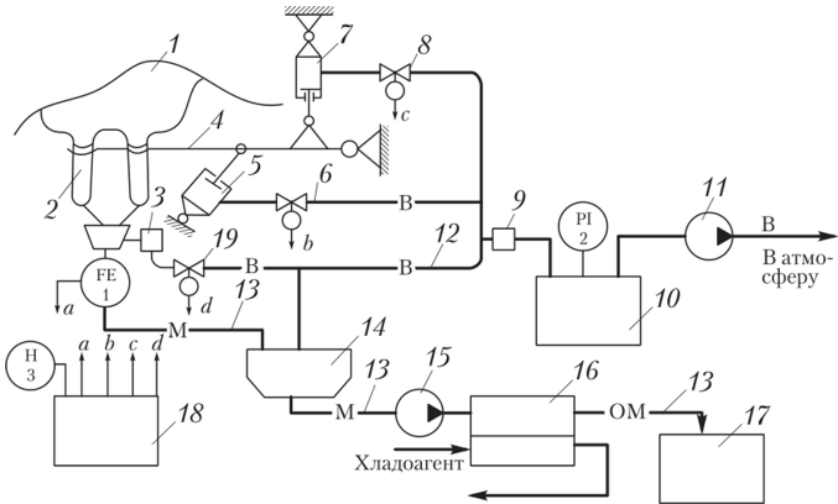 1
7
8
c
4
5
2
6
В
3
9
PI
2
11
В
В атмо-
сферу
b
19
В
В
12
10
FE
1
a
d
13
М
14
H
3
a
b
c
d
13
15
16
13
М
ОМ
18
17
Хладоагент